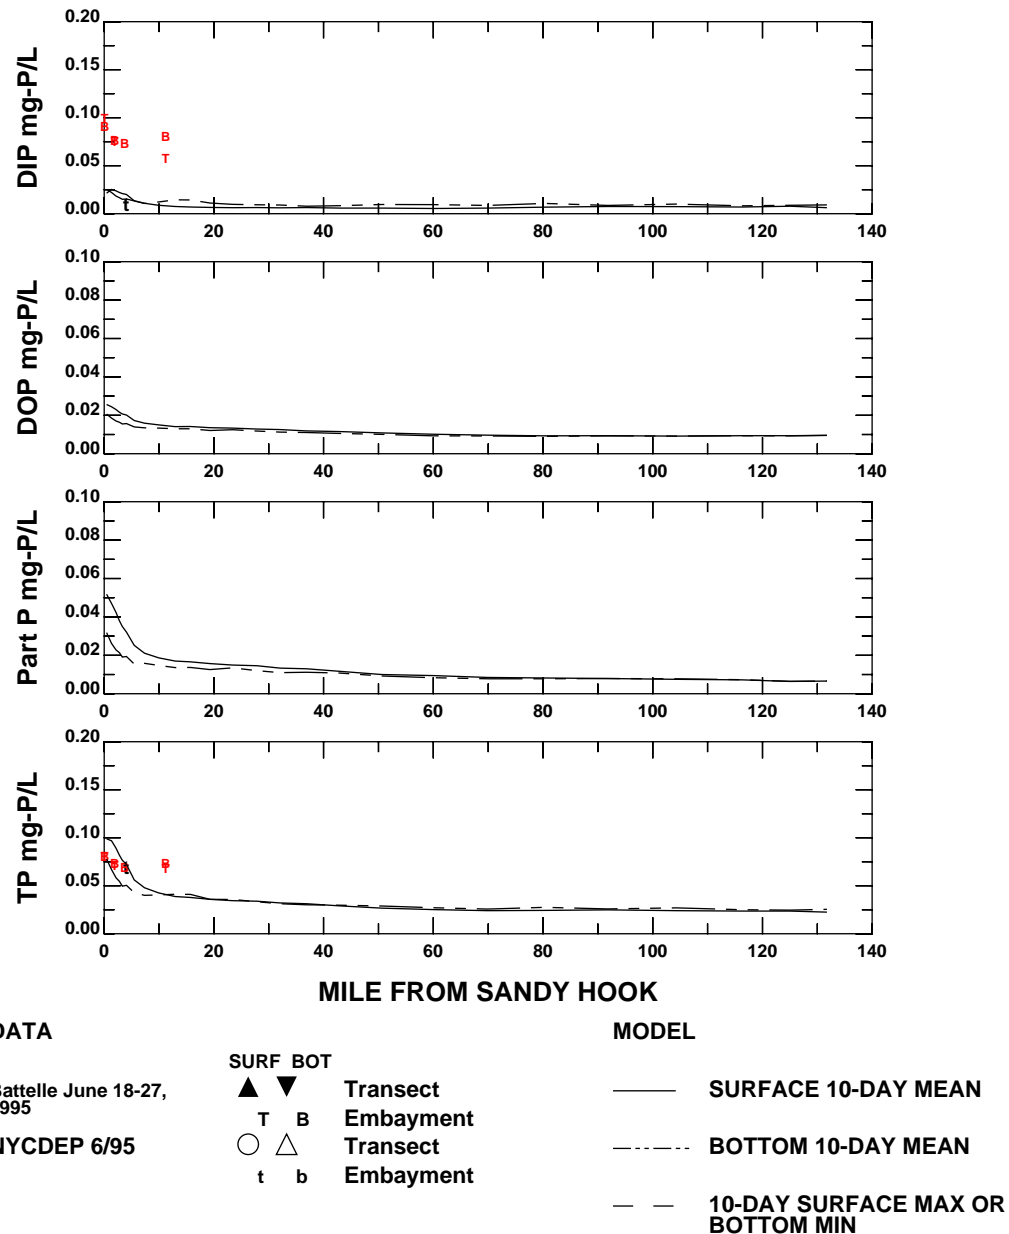 DIP mg-P/L
0.20
0.15
0.10
0.05
0.00
T
B
T
B
B
B
T
t
0 20 40 60 80 100 120 140
DOP mg-P/L
0.10
0.08
0.06
0.04
0.02
0.00
0 20 40 60 80 100 120 140
Part P mg-P/L
0.10
0.08
0.06
0.04
0.02
0.00
0 20 40 60 80 100 120 140
TP mg-P/L
0.20
0.15
0.10
0.05
0.00
B
B
B
t
B
T
0 20 40 60 80 100 120 140
MILE FROM SANDY HOOK
DATA
SURF BOT
Battelle June 18-27, Transect
1995
T B Embayment
NYCDEP 6/95 Transect
t b Embayment
MODEL
SURFACE 10-DAY MEAN
BOTTOM 10-DAY MEAN
10-DAY SURFACE MAX OR
BOTTOM MIN